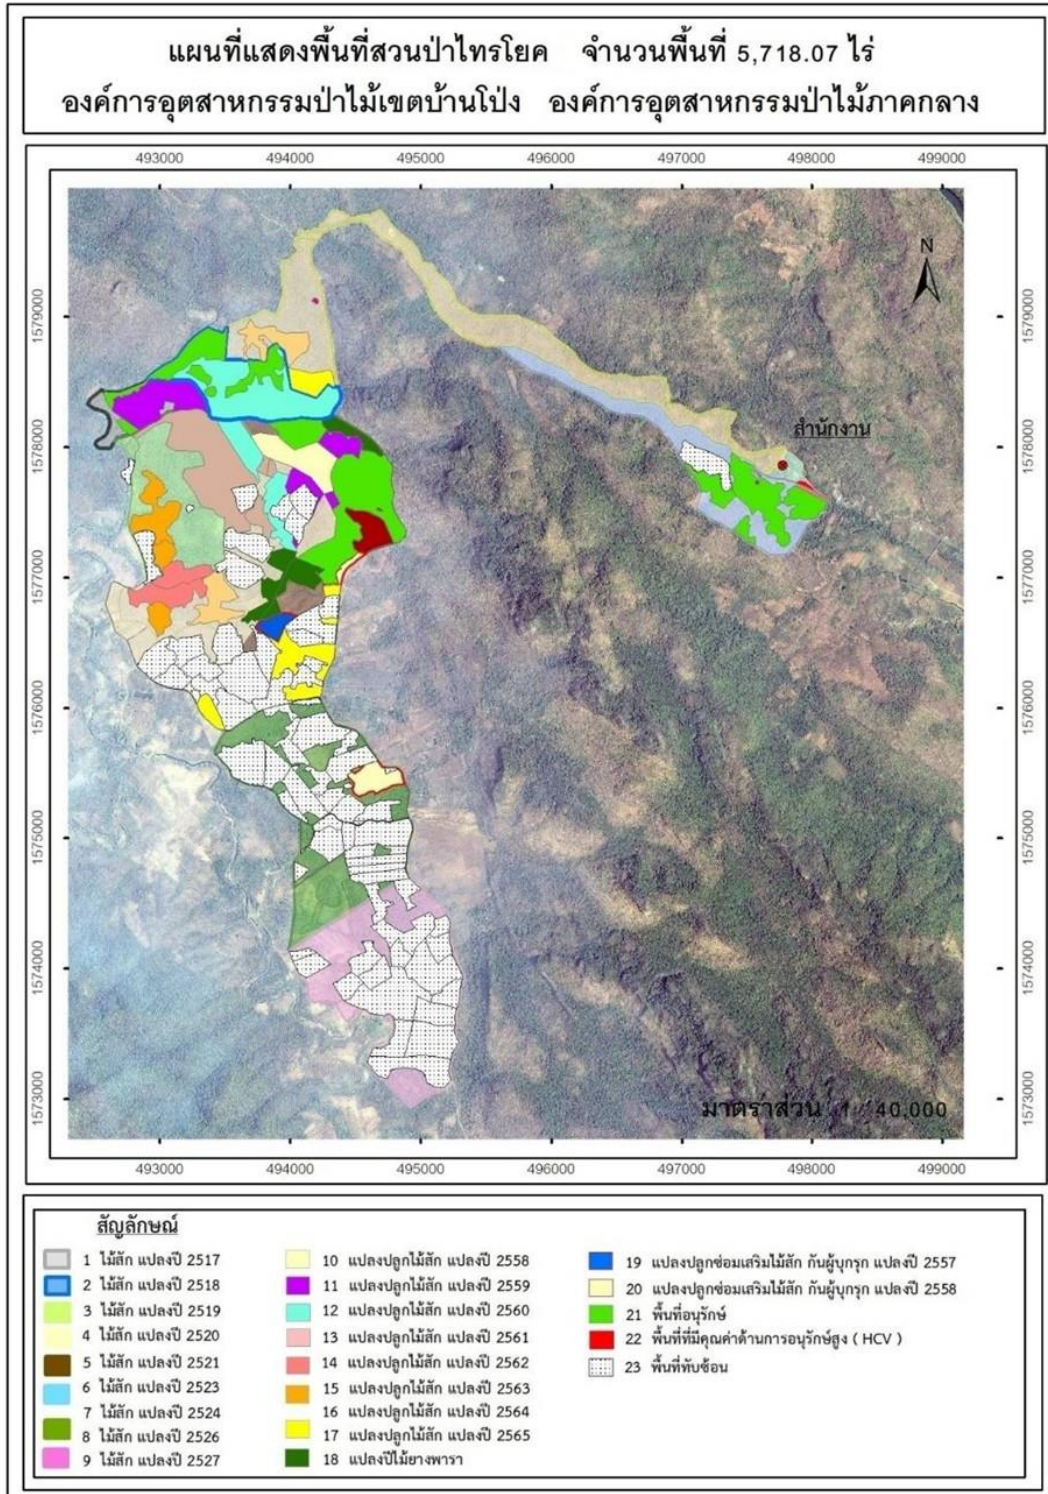 แผนที่แสดงพื้นที่สวนป่าไทรโยค จำนวนพื้นที่ 5,718.07 ไร่
องค์การอุตสาหกรรมป่าไม้เขตบ้านโป่ง องค์การอุตสาหกรรมป่าไม้ภาคกลาง
493000 494000 495000 496000 497000 498000 499000
N
1579000 1579000
สำนักงาน
1578000 1578000
1577000 1577000
1576000 1576000
1575000 1575000
1574000 1574000
1573000 1573000
มาตราส่วน 1 : 40,000
493000 494000 495000 496000 497000 498000 499000
สัญลักษณ์
1 ไม้สัก แปลงปี 2517
2 ไม้สัก แปลงปี 2518
3 ไม้สัก แปลงปี 2519
4 ไม้สัก แปลงปี 2520
5 ไม้สัก แปลงปี 2521
6 ไม้สัก แปลงปี 2523
7 ไม้สัก แปลงปี 2524
8 ไม้สัก แปลงปี 2526
9 ไม้สัก แปลงปี 2527
10 แปลงปลูกไม้สัก แปลงปี 2558
11 แปลงปลูกไม้สัก แปลงปี 2559
12 แปลงปลูกไม้สัก แปลงปี 2560
13 แปลงปลูกไม้สัก แปลงปี 2561
14 แปลงปลูกไม้สัก แปลงปี 2562
15 แปลงปลูกไม้สัก แปลงปี 2563
16 แปลงปลูกไม้สัก แปลงปี 2564
17 แปลงปลูกไม้สัก แปลงปี 2565
18 แปลงปีไม้ยางพารา
19 แปลงปลูกซ่อมเสริมไม้สัก กันผู้บุกรุก แปลงปี 2557
20 แปลงปลูกซ่อมเสริมไม้สัก กันผู้บุกรุก แปลงปี 2558
21 พื้นที่อนุรักษ์
22 พื้นที่ที่มีคุณค่าด้านการอนุรักษ์สูง ( HCV )
23 พื้นที่ทับซ้อน